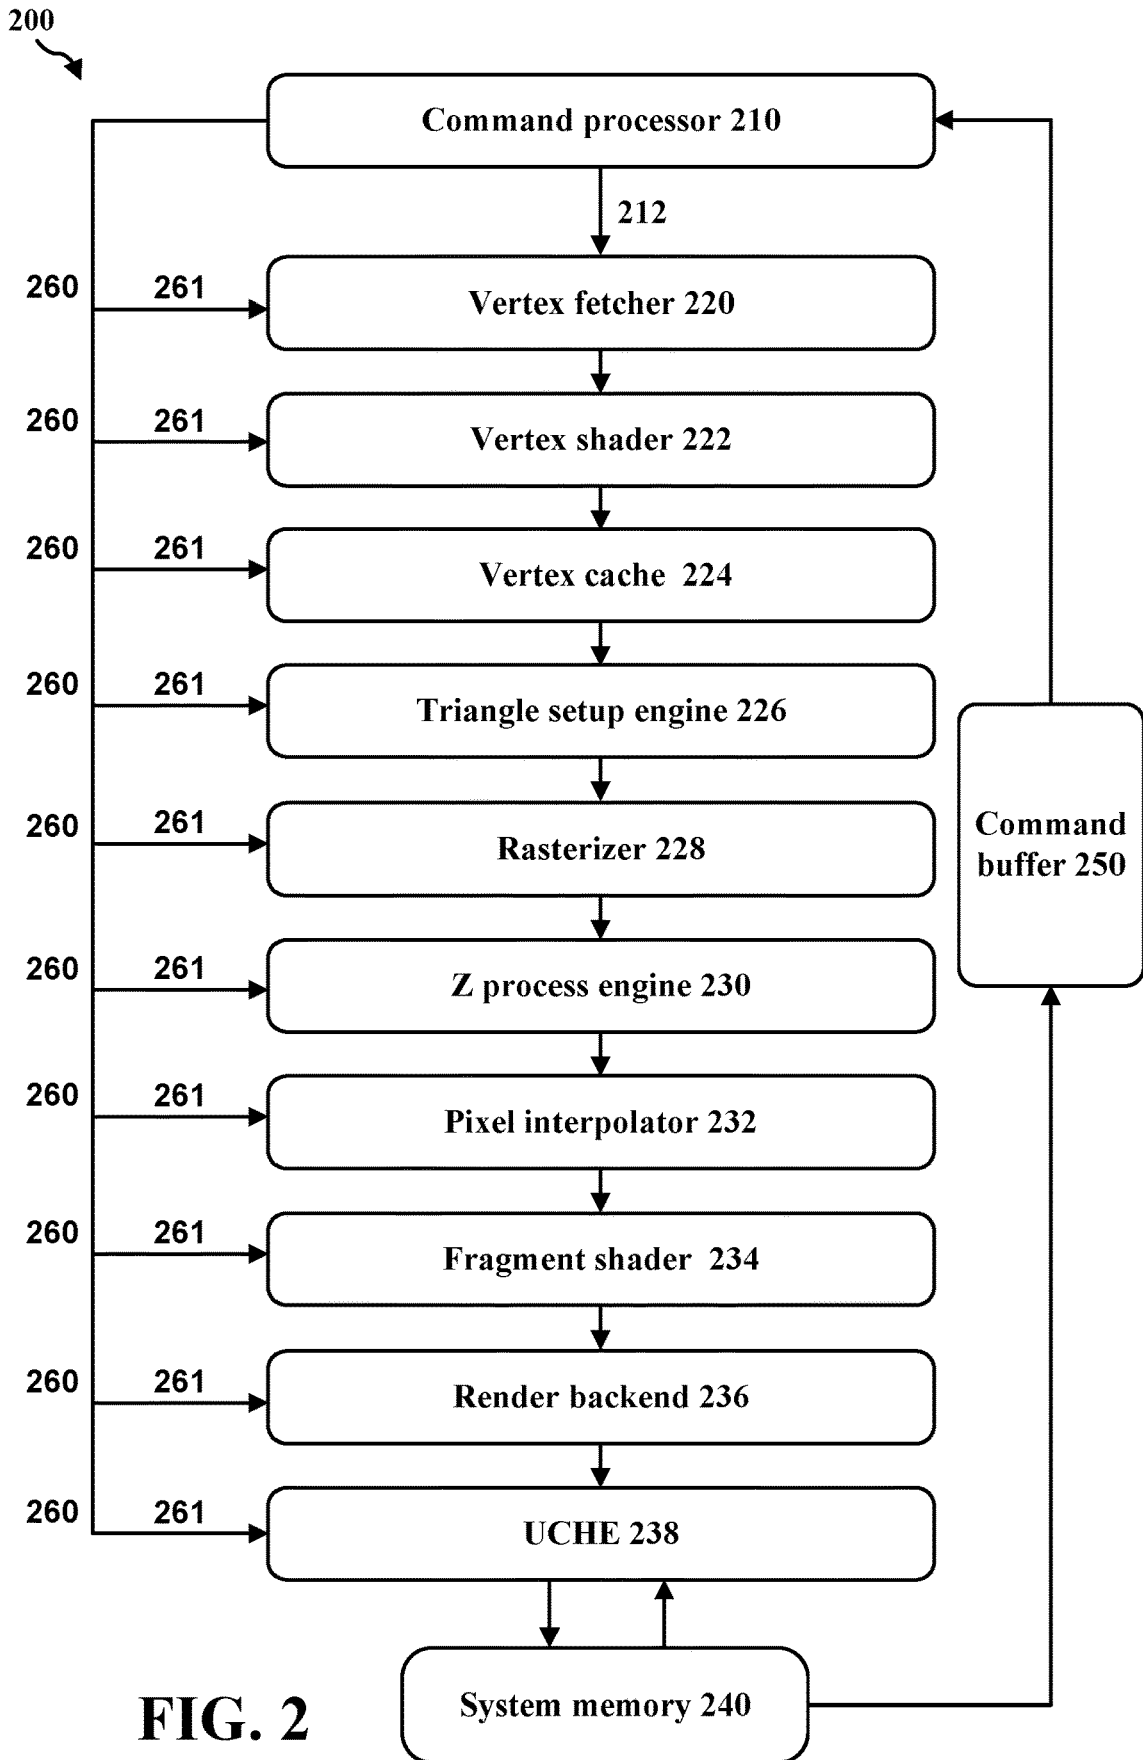 200
Command processor 210
212
260 261
Vertex fetcher 220
260 261
Vertex shader 222
260 261
Vertex cache 224
260 261
Triangle setup engine 226
260 261
Rasterizer 228
Command
buffer 250
260 261
Z process engine 230
260 261
Pixel interpolator 232
260 261
Fragment shader 234
260 261
Render backend 236
260 261
UCHE 238
System memory 240
FIG. 2